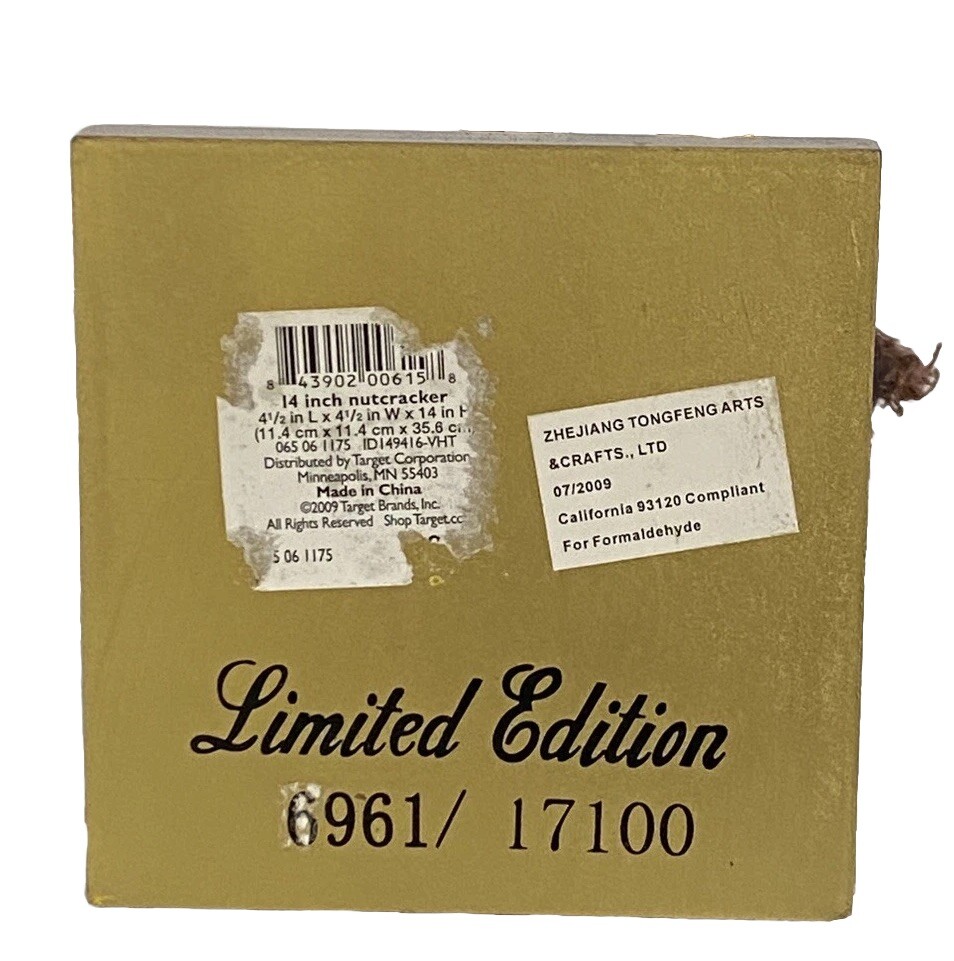 8 43902 00615 8
14 inch nutcracker
4 1/2 in L x 4 1/2 in W x 14 in H
(11.4 cm x 11.4 cm x 35.6 c
065 06 1175 ID149416-VHT
Distributed by Target Corporation
Minneapolis, MN 55403
Made in China
©2009 Target Brands, Inc.
All Rights Reserved Shop Target.co
5 06 1175
ZHEJIANG TONGFENG ARTS
&CRAFTS., LTD
07/2009
California 93120 Compliant
For Formaldehyde
Limited Edition
6961/ 17100